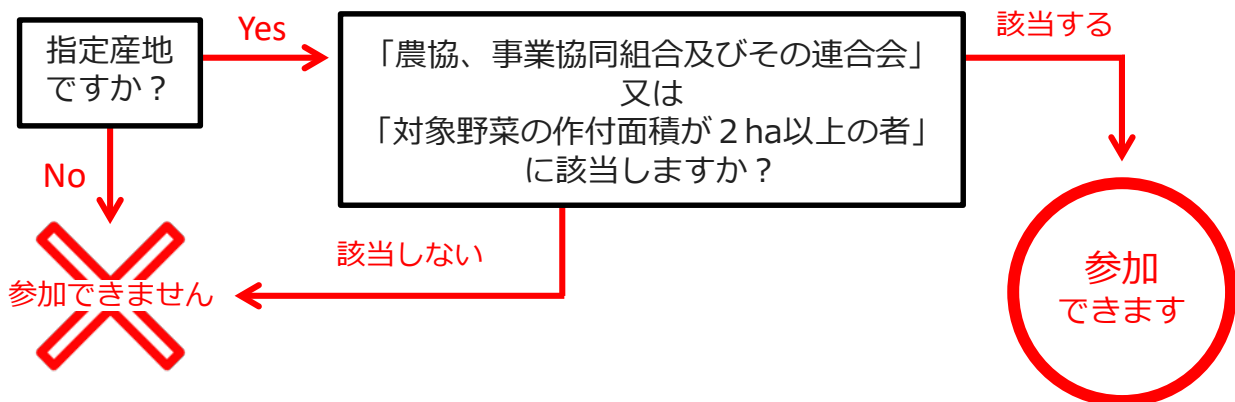 指定産地
ですか？
Yes
「農協、事業協同組合及びその連合会」
又は
「対象野菜の作付面積が２ha以上の者」
に該当しますか？
該当する
No
該当しない
参加できません
参加
できます